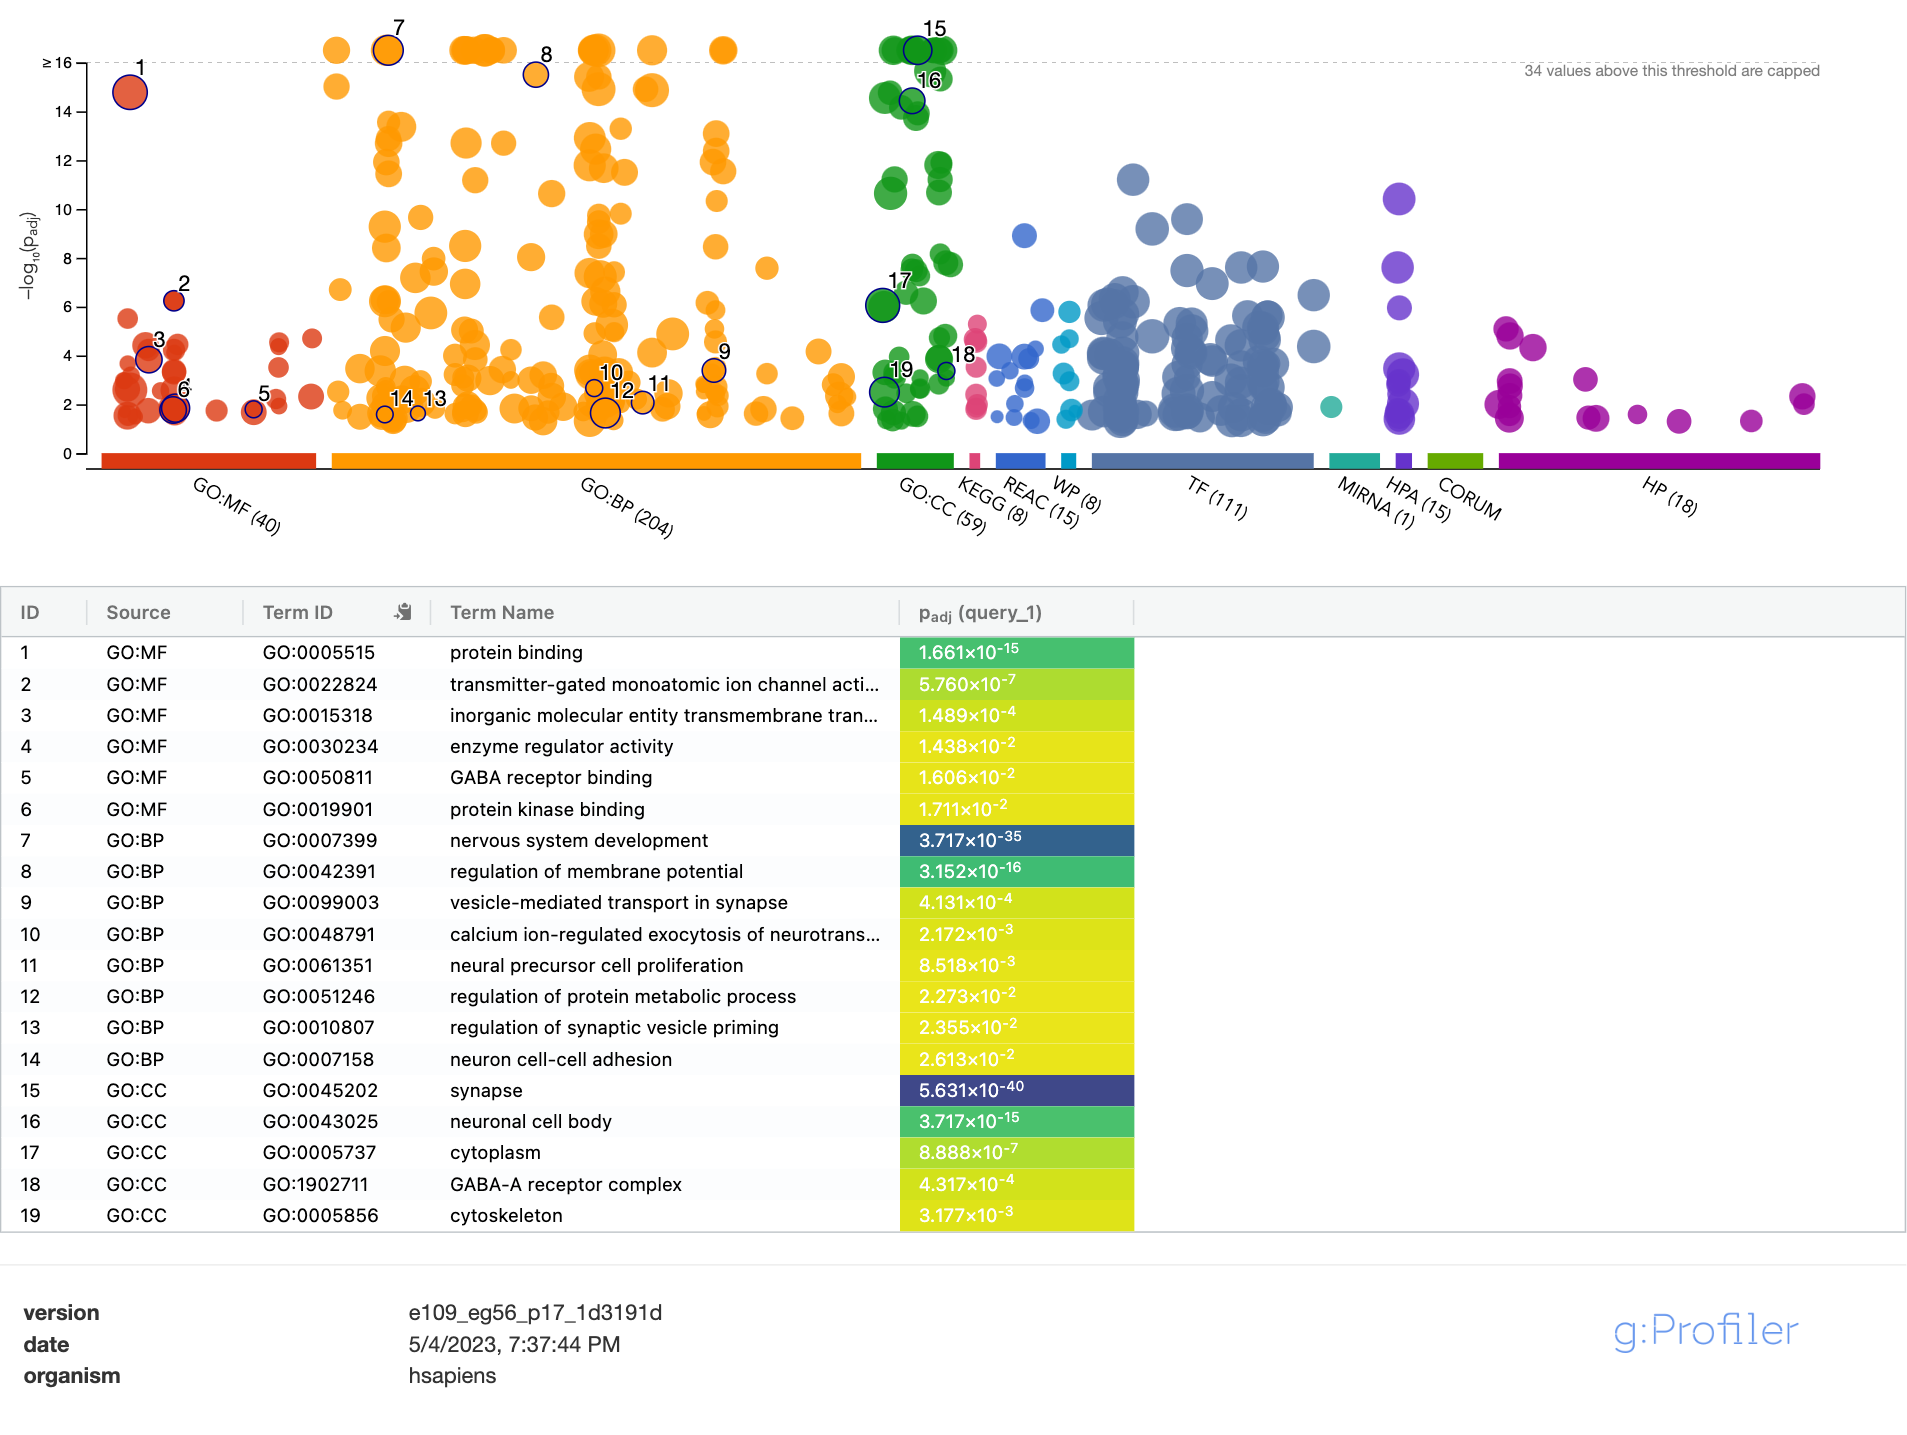 ≥ 16
14
12
10
8
6
4
2
0
–log₁₀(p_adj)
34 values above this threshold are capped
1
2
3
6
5
7
8
9
10
11
12
13
14
15
16
17
18
19
GO:MF (40)
GO:BP (204)
GO:CC (59)
KEGG (8)
REAC (15)
WP (8)
TF (111)
MIRNA (1)
HPA (15)
CORUM
HP (18)
ID Source Term ID Term Name p_adj (query_1)
1 GO:MF GO:0005515 protein binding 1.661×10⁻¹⁵
2 GO:MF GO:0022824 transmitter-gated monoatomic ion channel acti... 5.760×10⁻⁷
3 GO:MF GO:0015318 inorganic molecular entity transmembrane tran... 1.489×10⁻⁴
4 GO:MF GO:0030234 enzyme regulator activity 1.438×10⁻²
5 GO:MF GO:0050811 GABA receptor binding 1.606×10⁻²
6 GO:MF GO:0019901 protein kinase binding 1.711×10⁻²
7 GO:BP GO:0007399 nervous system development 3.717×10⁻³⁵
8 GO:BP GO:0042391 regulation of membrane potential 3.152×10⁻¹⁶
9 GO:BP GO:0099003 vesicle-mediated transport in synapse 4.131×10⁻⁴
10 GO:BP GO:0048791 calcium ion-regulated exocytosis of neurotrans... 2.172×10⁻³
11 GO:BP GO:0061351 neural precursor cell proliferation 8.518×10⁻³
12 GO:BP GO:0051246 regulation of protein metabolic process 2.273×10⁻²
13 GO:BP GO:0010807 regulation of synaptic vesicle priming 2.355×10⁻²
14 GO:BP GO:0007158 neuron cell-cell adhesion 2.613×10⁻²
15 GO:CC GO:0045202 synapse 5.631×10⁻⁴⁰
16 GO:CC GO:0043025 neuronal cell body 3.717×10⁻¹⁵
17 GO:CC GO:0005737 cytoplasm 8.888×10⁻⁷
18 GO:CC GO:1902711 GABA-A receptor complex 4.317×10⁻⁴
19 GO:CC GO:0005856 cytoskeleton 3.177×10⁻³
version e109_eg56_p17_1d3191d
date 5/4/2023, 7:37:44 PM
organism hsapiens
g:Profiler